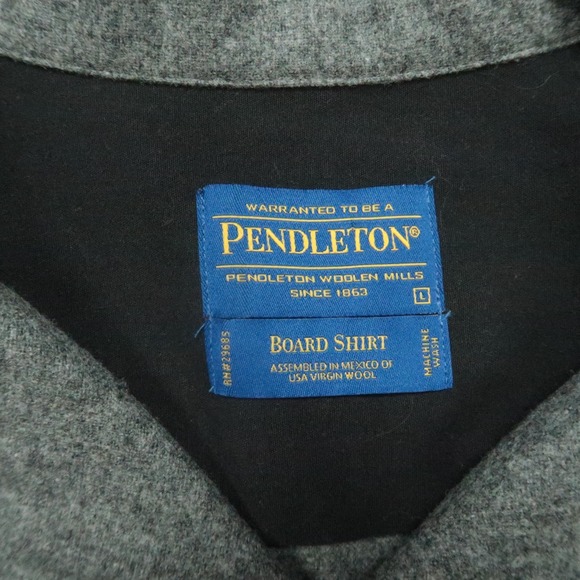 WARRANTED TO BE A
PENDLETON®
PENDLETON WOOLEN MILLS
SINCE 1863
L
BOARD SHIRT
ASSEMBLED IN MEXICO OF
USA VIRGIN WOOL
RN#29685
MACHINE
WASH